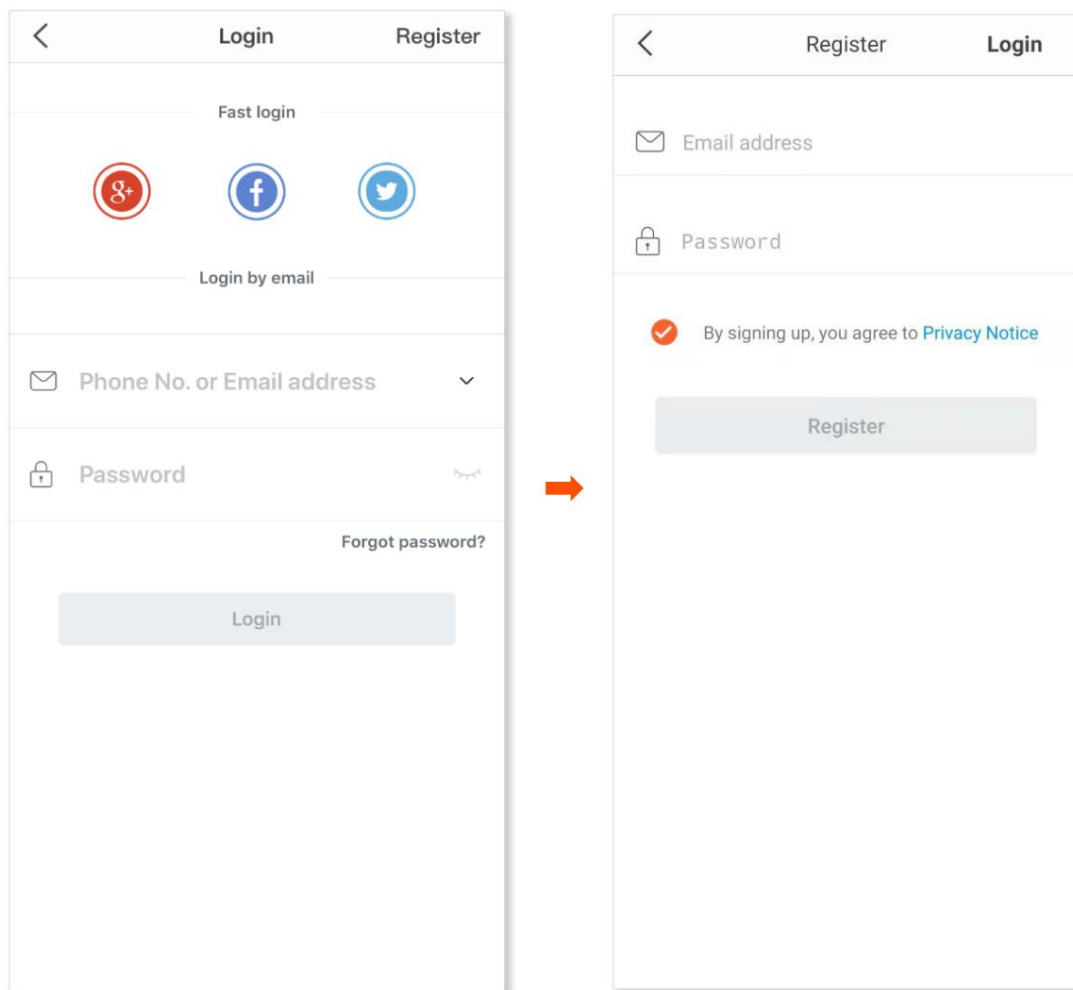 Login Register
Fast login
g+ f
Login by email
Phone No. or Email address
Password
Forgot password?
Login
Register Login
Email address
Password
By signing up, you agree to Privacy Notice
Register